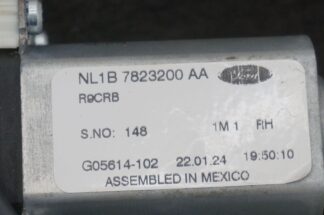 NL1B 7823200 AA
Ford
R9CRB
S.NO: 148 1M 1 RH
G05614-102 22.01.24 19:50:10
ASSEMBLED IN MEXICO